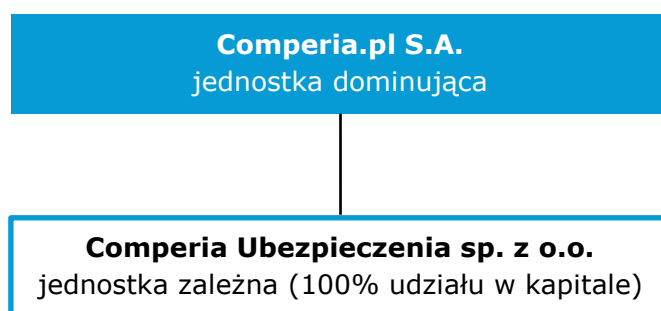 Comperia.pl S.A.
jednostka dominująca
Comperia Ubezpieczenia sp. z o.o.
jednostka zależna (100% udziału w kapitale)